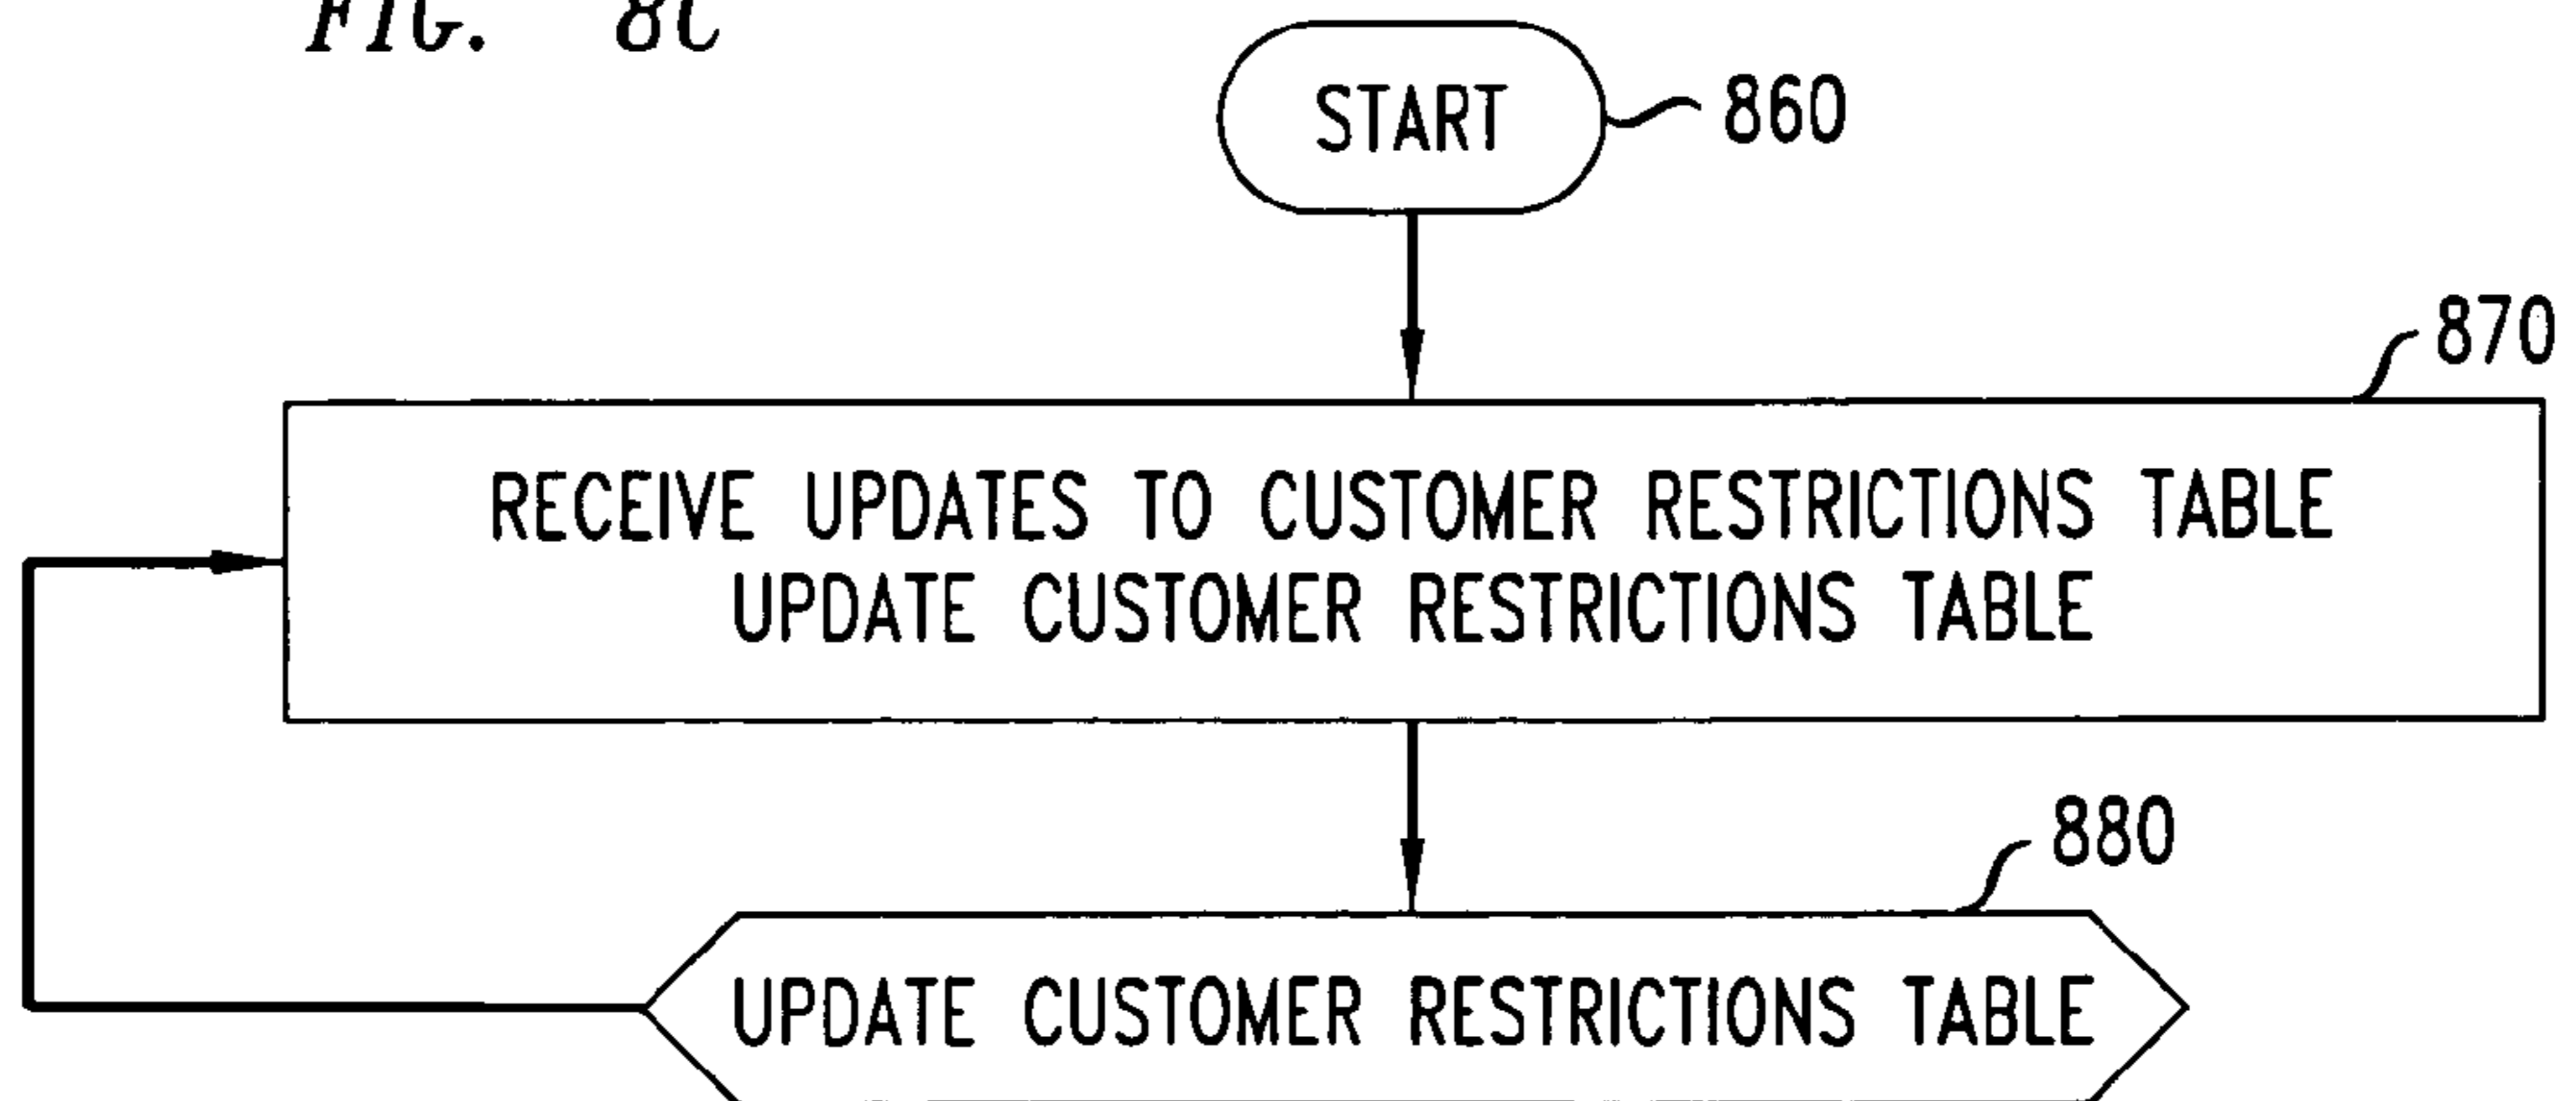 FIG. 8C
START
860
870
RECEIVE UPDATES TO CUSTOMER RESTRICTIONS TABLE
UPDATE CUSTOMER RESTRICTIONS TABLE
880
UPDATE CUSTOMER RESTRICTIONS TABLE